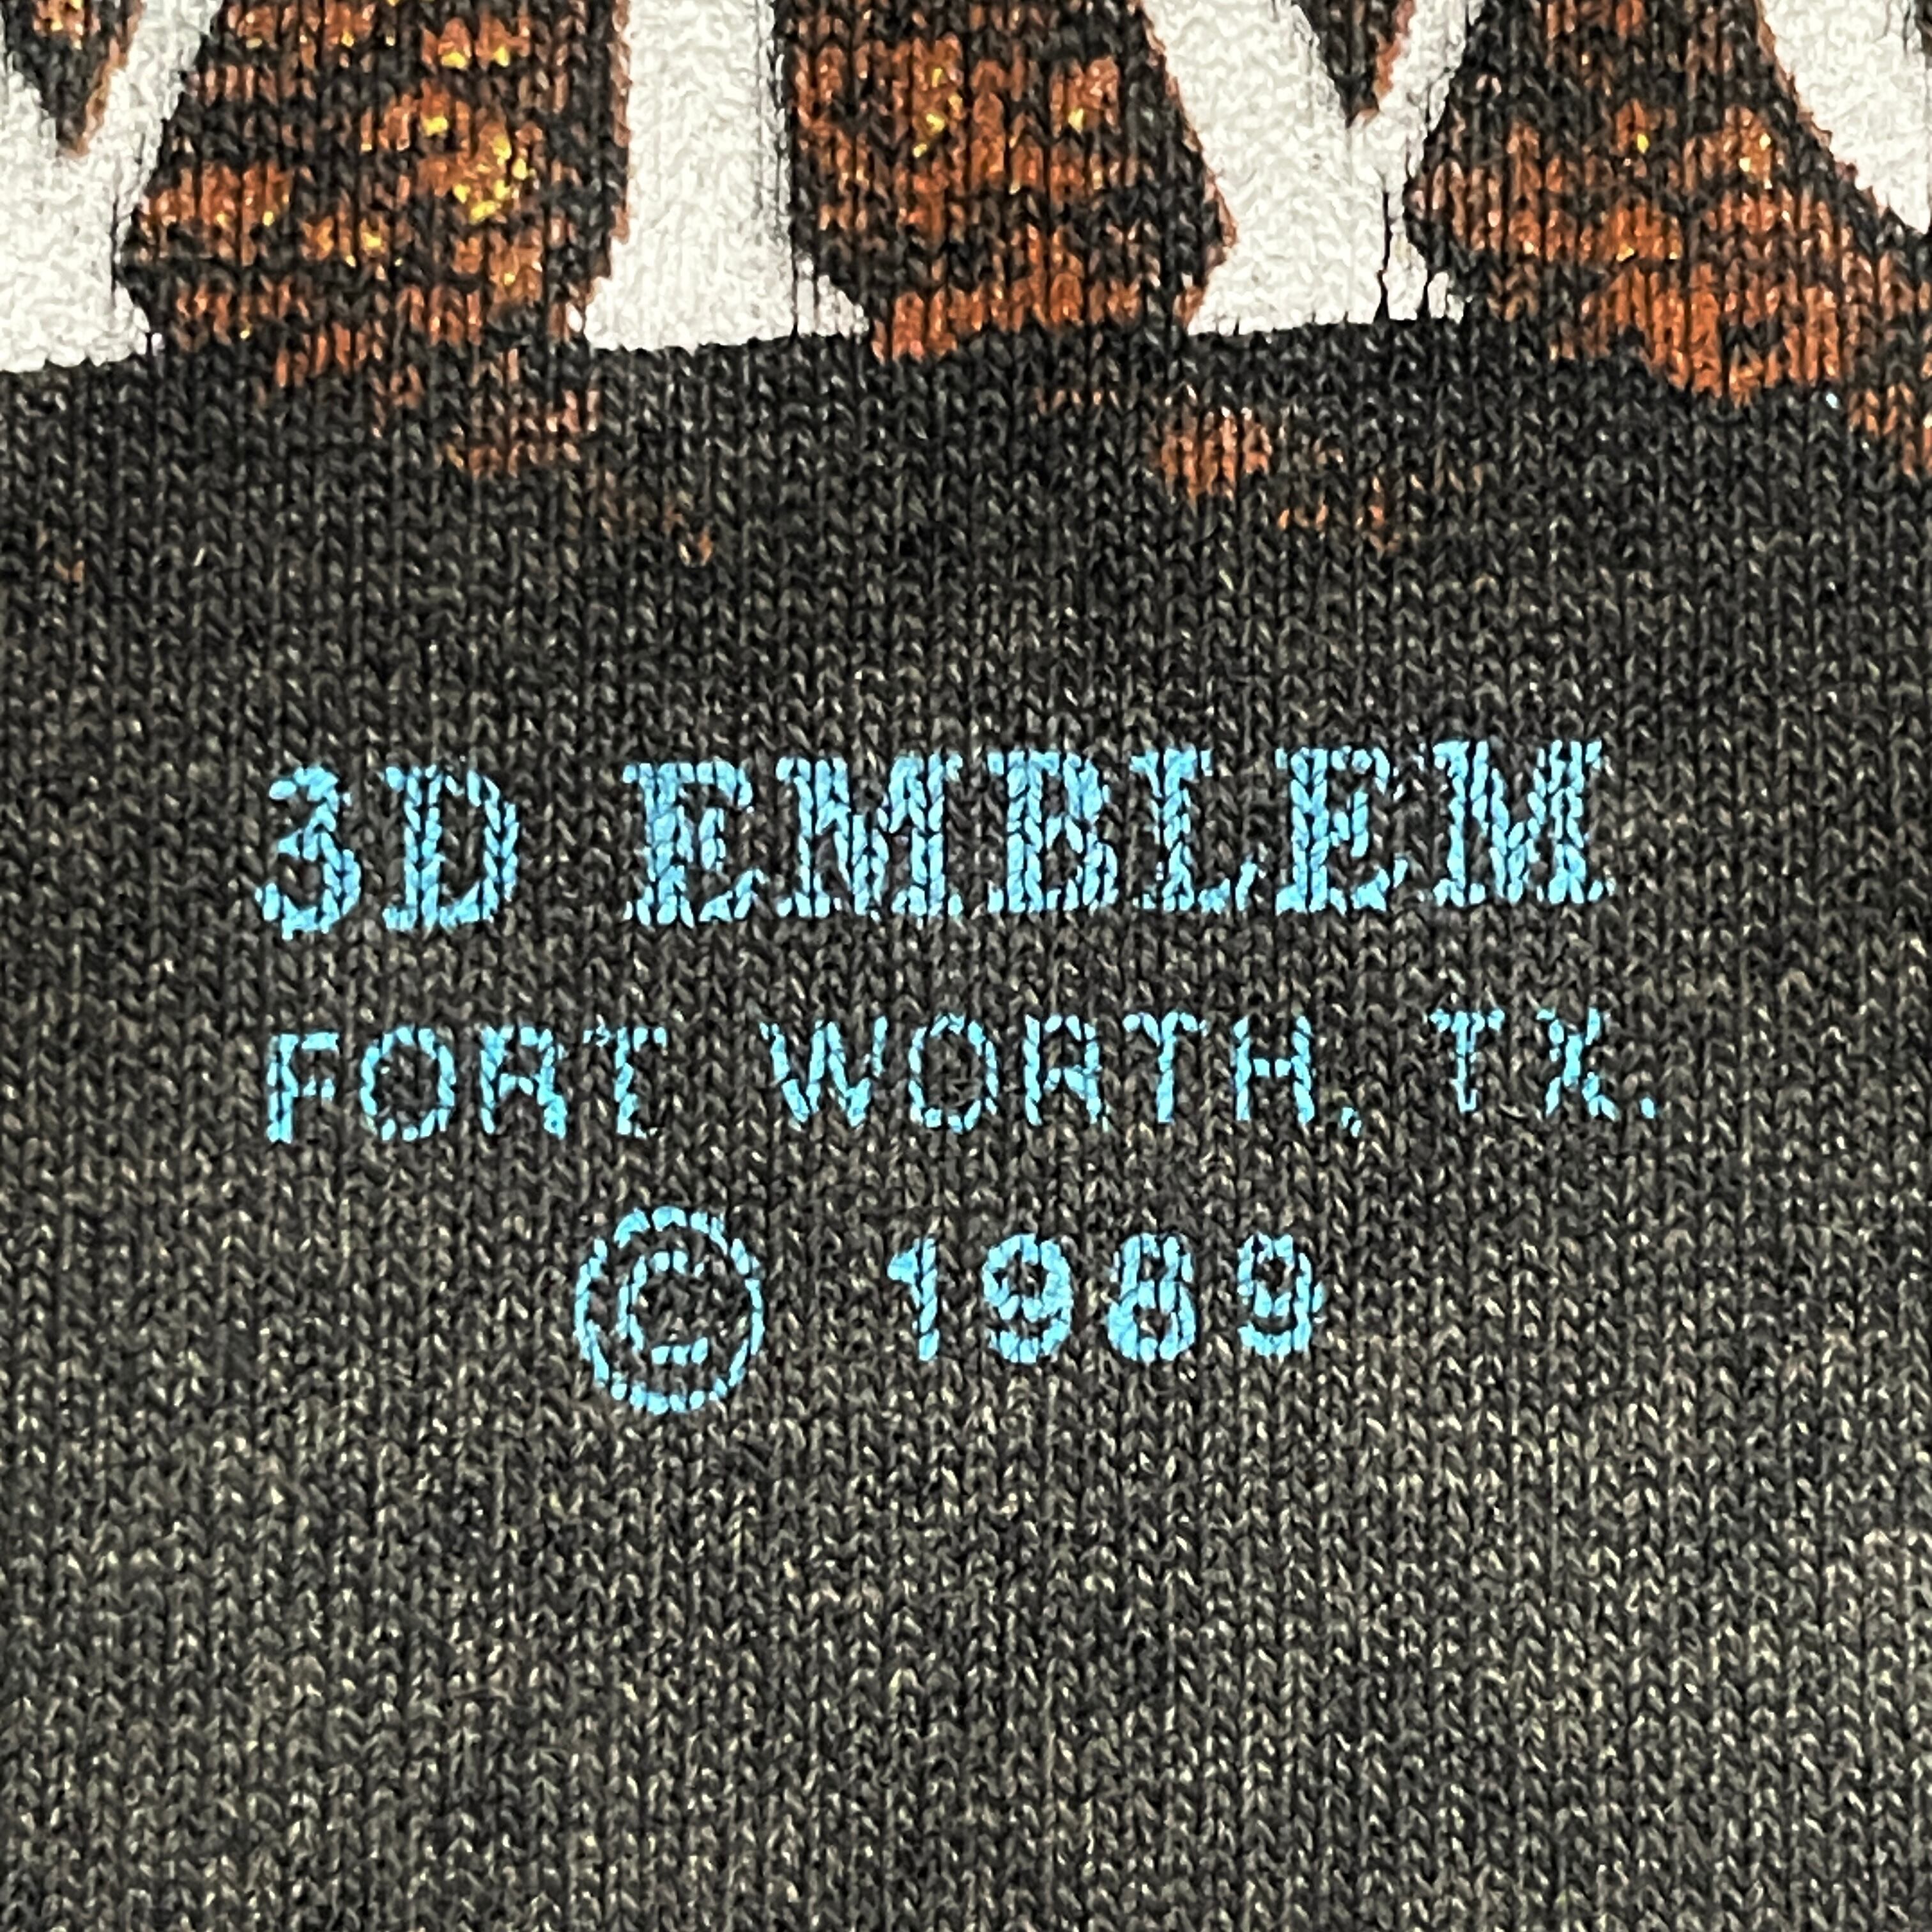 3D EMBLEM
FORT WORTH, TX.
© 1989